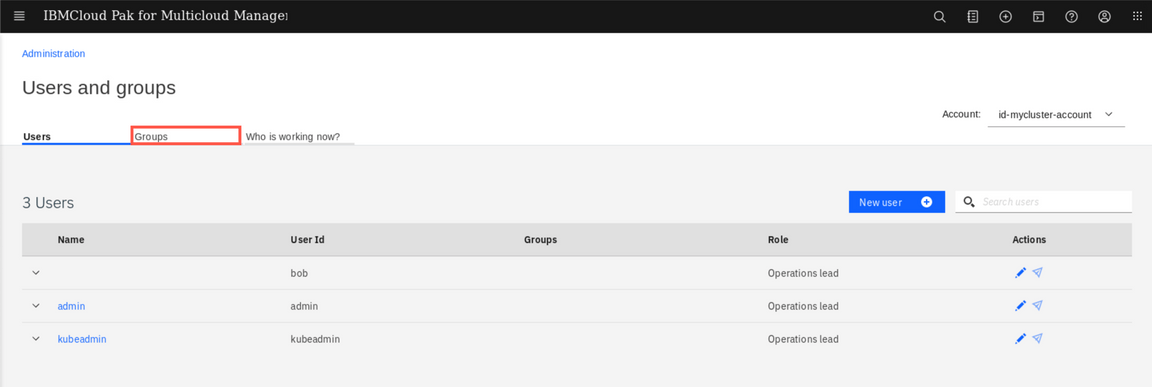 IBMCloud Pak for Multicloud Manager
Administration
Users and groups
Account: id-mycluster-account
Users Groups Who is working now?
3 Users New user Search users
Name User Id Groups Role Actions
bob Operations lead
admin admin Operations lead
kubeadmin kubeadmin Operations lead